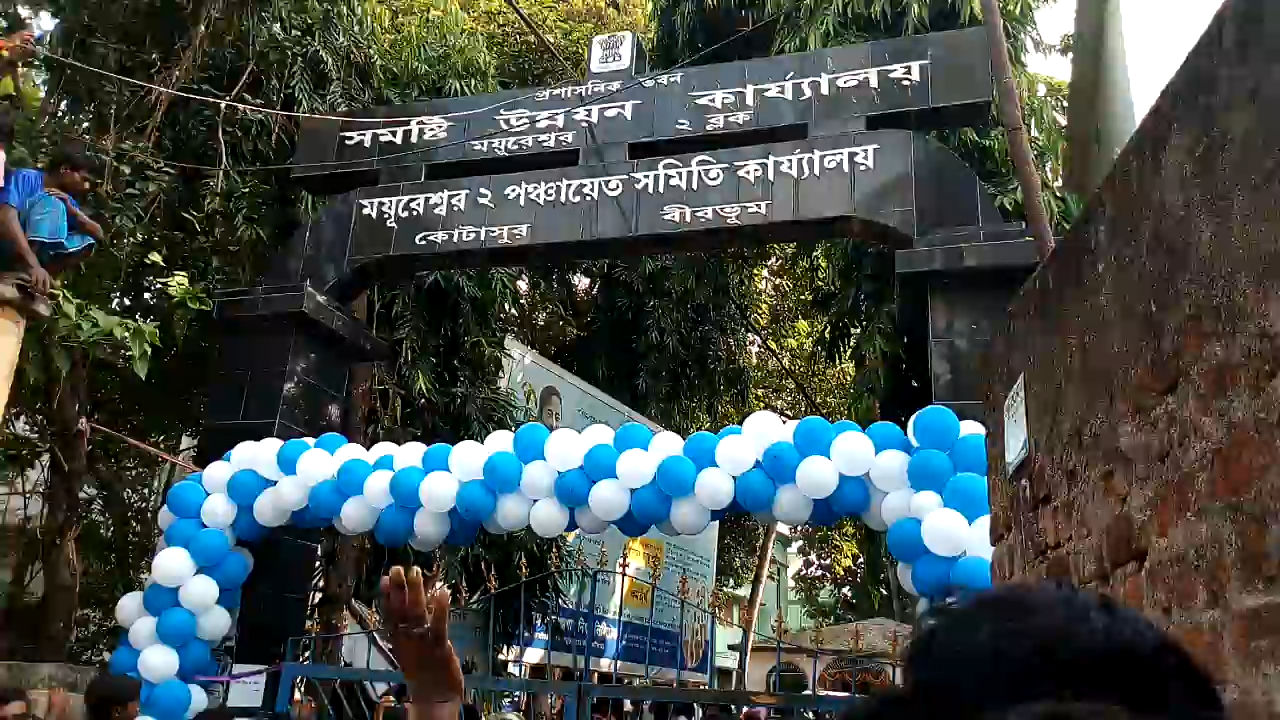 প্রশাসনিক ভবন
সমষ্টি উন্নয়ন কার্য্যালয়
ময়ুরেশ্বর ২ ব্লক
ময়ূরেশ্বর ২ পঞ্চায়েত সমিতি কার্য্যালয়
কোটাসুর বীরভূম